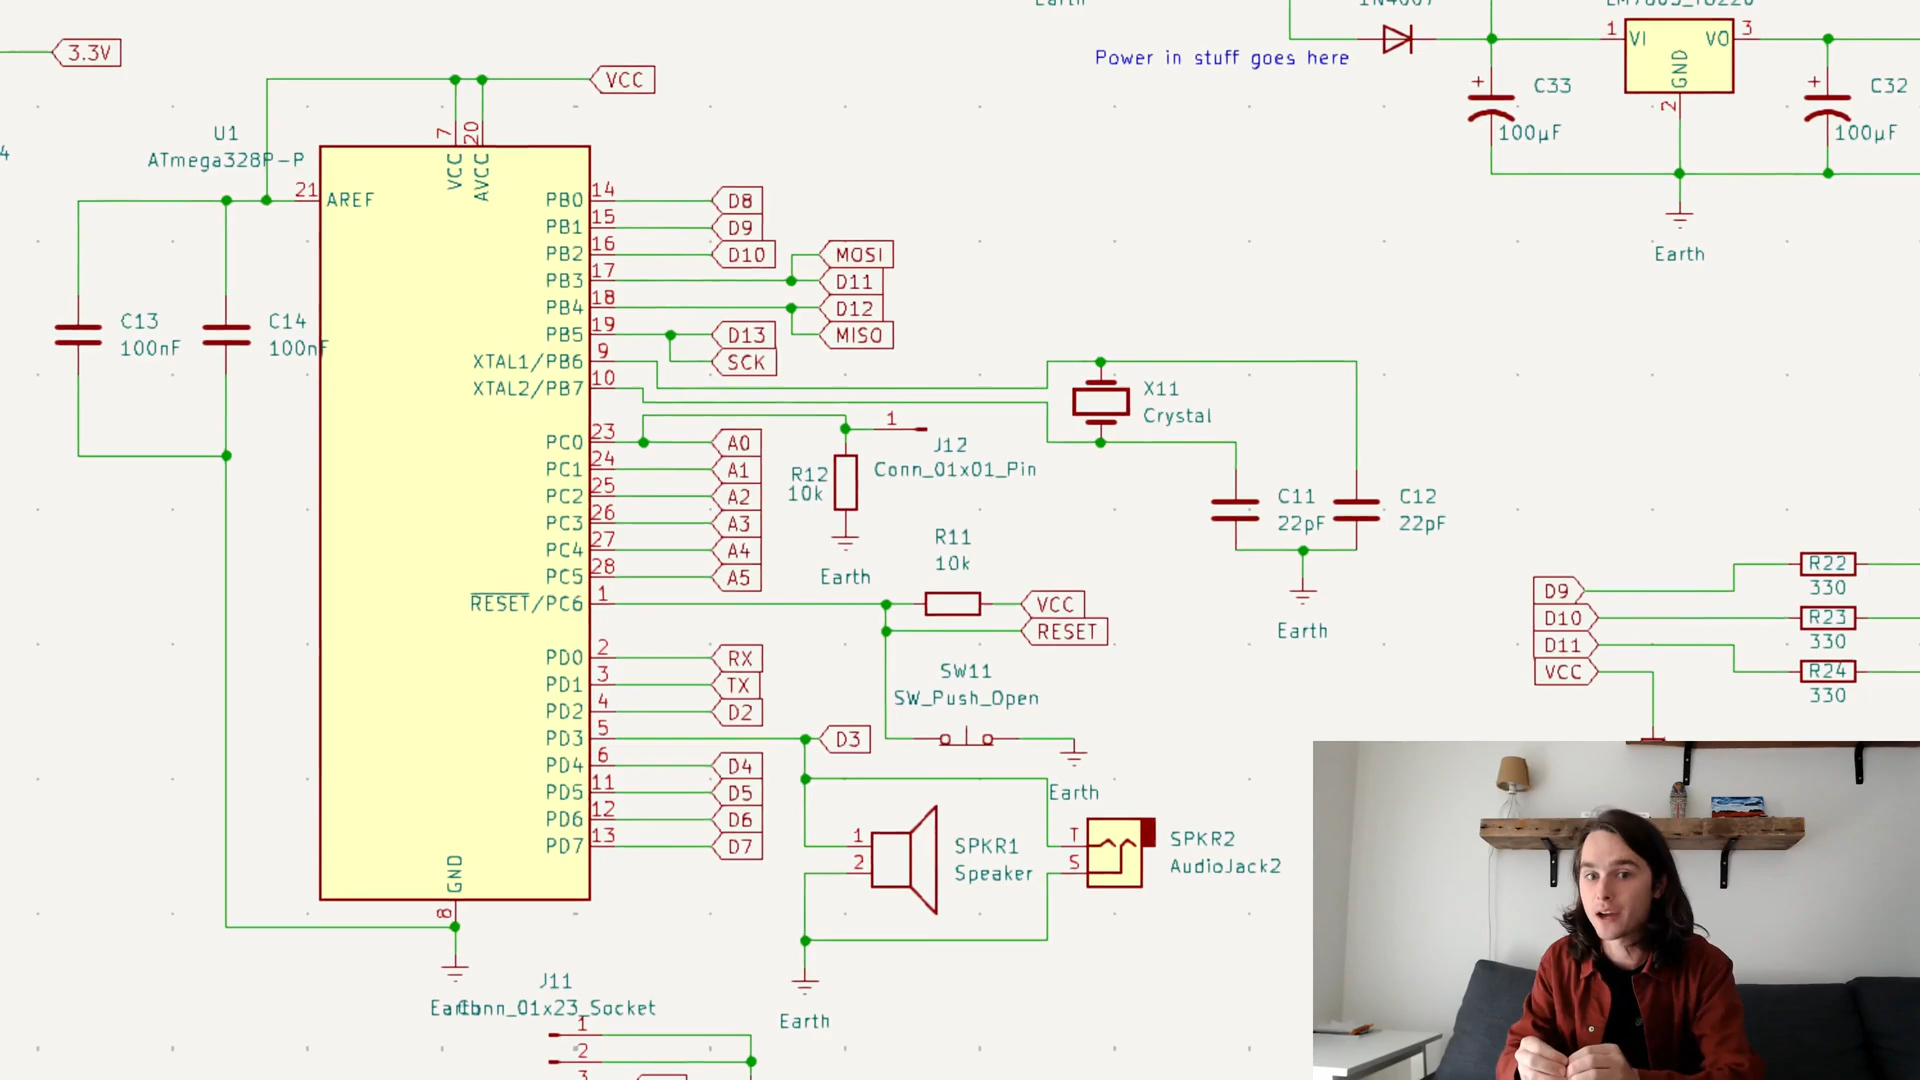 3.3V
VCC
Power in stuff goes here
1
VI
VO
3
GND
2
+
C33
100µF
+
C32
100µF
Earth
U1
ATmega328P-P
7
20
VCC
AVCC
21
AREF
C13
100nF
C14
100nF
PB0
14
D8
PB1
15
D9
PB2
16
D10
MOSI
PB3
17
D11
PB4
18
D12
MISO
PB5
19
D13
SCK
XTAL1/PB6
9
XTAL2/PB7
10
X11
Crystal
PC0
23
A0
PC1
24
A1
PC2
25
A2
PC3
26
A3
PC4
27
A4
PC5
28
A5
1
J12
Conn_01x01_Pin
R12
10k
Earth
C11
22pF
C12
22pF
Earth
R11
10k
RESET/PC6
1
VCC
RESET
SW11
SW_Push_Open
Earth
PD0
2
RX
PD1
3
TX
PD2
4
D2
PD3
5
D3
PD4
6
D4
PD5
11
D5
PD6
12
D6
PD7
13
D7
1
2
SPKR1
Speaker
T
S
SPKR2
AudioJack2
Earth
GND
8
Earth
J11
Conn_01x23_Socket
1
2
D9
D10
D11
VCC
R22
330
R23
330
R24
330